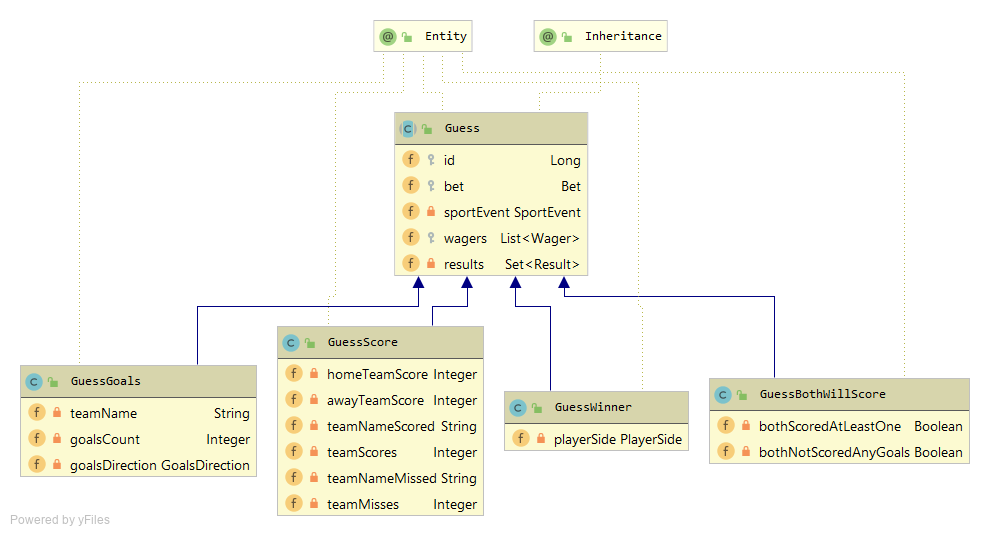 @ Entity
@ Inheritance
C Guess
f id Long
f bet Bet
f sportEvent SportEvent
f wagers List<Wager>
f results Set<Result>
C GuessGoals
f teamName String
f goalsCount Integer
f goalsDirection GoalsDirection
C GuessScore
f homeTeamScore Integer
f awayTeamScore Integer
f teamNameScored String
f teamScores Integer
f teamNameMissed String
f teamMisses Integer
C GuessWinner
f playerSide PlayerSide
C GuessBothWillScore
f bothScoredAtLeastOne Boolean
f bothNotScoredAnyGoals Boolean
Powered by yFiles